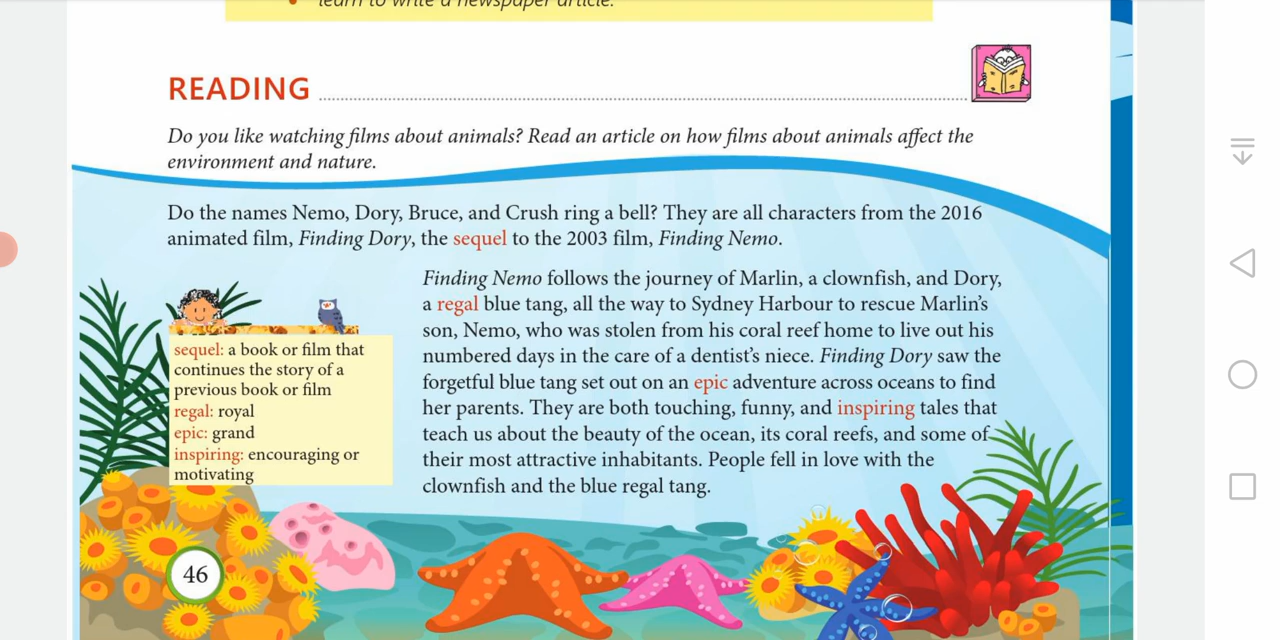 learn to write a newspaper article.
READING
Do you like watching films about animals? Read an article on how films about animals affect the
environment and nature.
Do the names Nemo, Dory, Bruce, and Crush ring a bell? They are all characters from the 2016
animated film, Finding Dory, the sequel to the 2003 film, Finding Nemo.
Finding Nemo follows the journey of Marlin, a clownfish, and Dory,
a regal blue tang, all the way to Sydney Harbour to rescue Marlin's
son, Nemo, who was stolen from his coral reef home to live out his
numbered days in the care of a dentist's niece. Finding Dory saw the
forgetful blue tang set out on an epic adventure across oceans to find
her parents. They are both touching, funny, and inspiring tales that
teach us about the beauty of the ocean, its coral reefs, and some of
their most attractive inhabitants. People fell in love with the
clownfish and the blue regal tang.
sequel: a book or film that
continues the story of a
previous book or film
regal: royal
epic: grand
inspiring: encouraging or
motivating
46